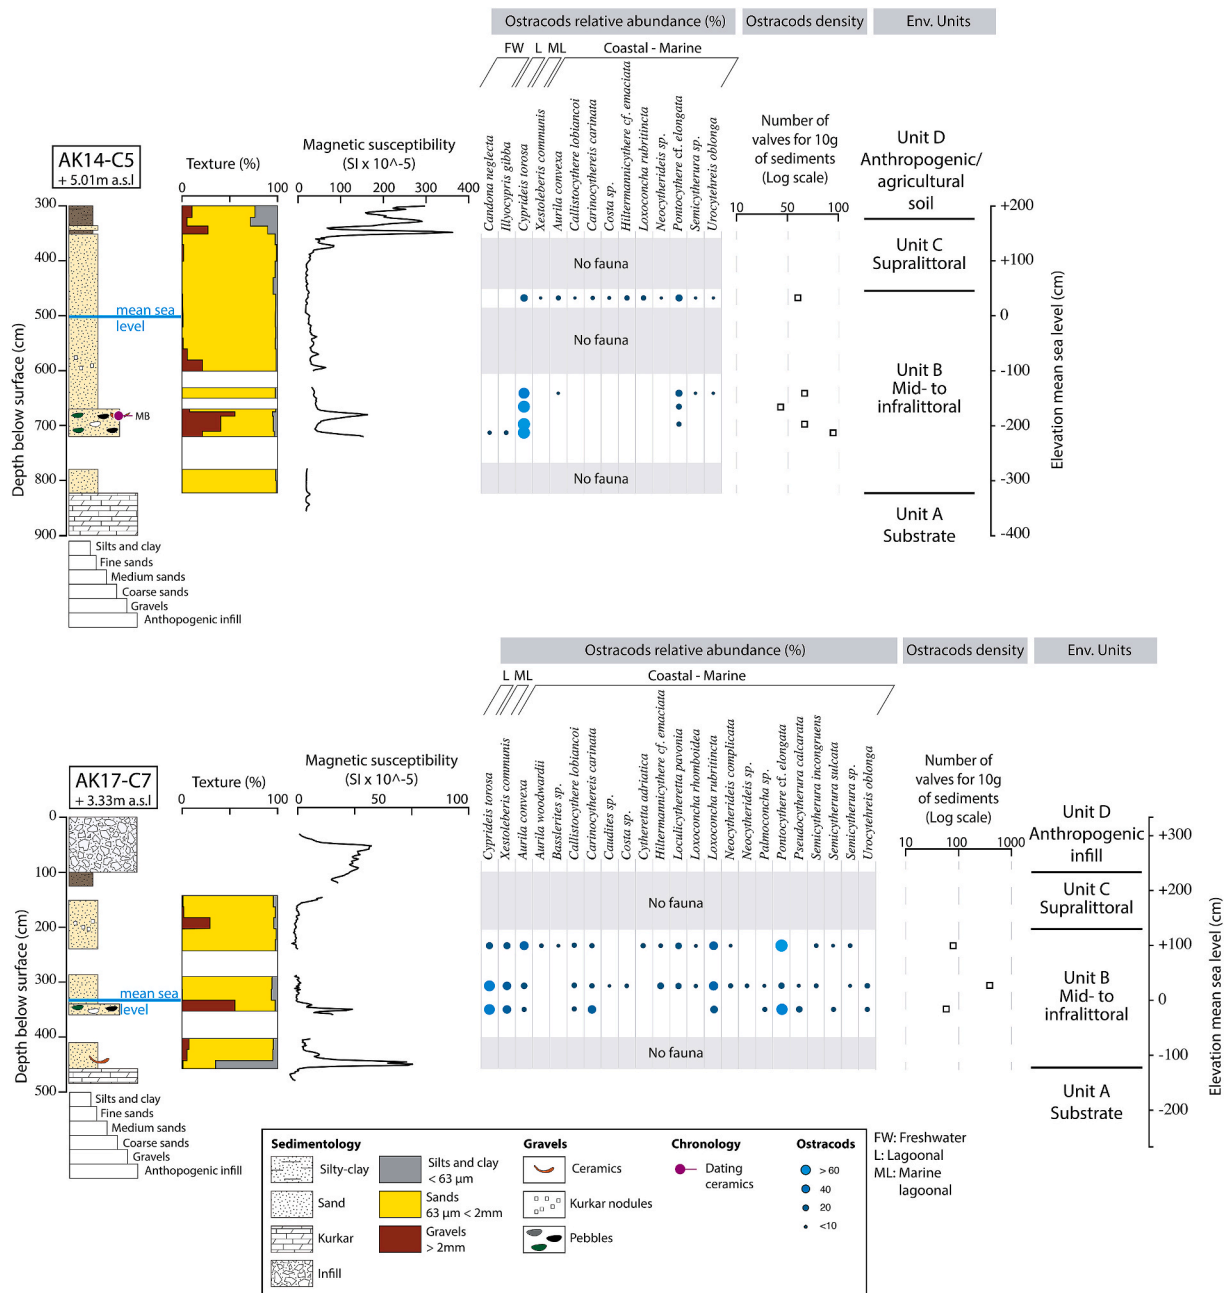 Ostracods relative abundance (%)
Ostracods density
Env. Units
FW
L
ML
Coastal - Marine
AK14-C5
+ 5.01m a.s.l
Texture (%)
0
100
Magnetic susceptibility
(SI x 10^-5)
0
100
200
300
400
Candona neglecta
Illyocypris gibba
Cyprideis torosa
Xestoleberis communis
Aurila convexa
Callistocythere lobiancoi
Carinocythereis carinata
Costa sp.
Hiltermannicythere cf. emaciata
Loxoconcha rubritincta
Neocytherideis sp.
Pontocythere cf. elongata
Semicytherura sp.
Urocytehreis oblonga
Number of
valves for 10g
of sediments
(Log scale)
10
50
100
Unit D
Anthropogenic/
agricultural
soil
Unit C
Supralittoral
Unit B
Mid- to
infralittoral
Unit A
Substrate
+200
+100
0
-100
-200
-300
-400
Elevation mean sea level (cm)
Depth below surface (cm)
300
400
500
600
700
800
900
mean sea
level
MB
No fauna
No fauna
No fauna
Silts and clay
Fine sands
Medium sands
Coarse sands
Gravels
Anthopogenic infill
Ostracods relative abundance (%)
Ostracods density
Env. Units
L
ML
Coastal - Marine
AK17-C7
+ 3.33m a.s.l
Texture (%)
0
100
Magnetic susceptibility
(SI x 10^-5)
0
50
100
Cyprideis torosa
Xestoleberis communis
Aurila convexa
Aurila woodwardii
Basslerites sp.
Callistocythere lobiancoi
Carinocythereis carinata
Caudites sp.
Costa sp.
Cytheretta adriatica
Hiltermannicythere cf. emaciata
Loculicytheretta pavonia
Loxoconcha rhomboidea
Loxoconcha rubritincta
Neocytherideis complicata
Neocytherideis sp.
Palmoconcha sp.
Pontocythere cf. elongata
Pseudocytherura calcarata
Semicytherura incongruens
Semicytherura sulcata
Semicytherura sp.
Urocytehreis oblonga
Number of
valves for 10g
of sediments
(Log scale)
10
100
1000
Unit D
Anthropogenic
infill
Unit C
Supralittoral
Unit B
Mid- to
infralittoral
Unit A
Substrate
+300
+200
+100
0
-100
-200
Elevation mean sea level (cm)
Depth below surface (cm)
0
100
200
300
400
500
mean sea
level
No fauna
No fauna
Silts and clay
Fine sands
Medium sands
Coarse sands
Gravels
Anthopogenic infill
Sedimentology
Silty-clay
Sand
Kurkar
Infill
Silts and clay
< 63 µm
Sands
63 µm < 2mm
Gravels
> 2mm
Gravels
Ceramics
Kurkar nodules
Pebbles
Chronology
Dating
ceramics
Ostracods
> 60
40
20
<10
FW: Freshwater
L: Lagoonal
ML: Marine
lagoonal